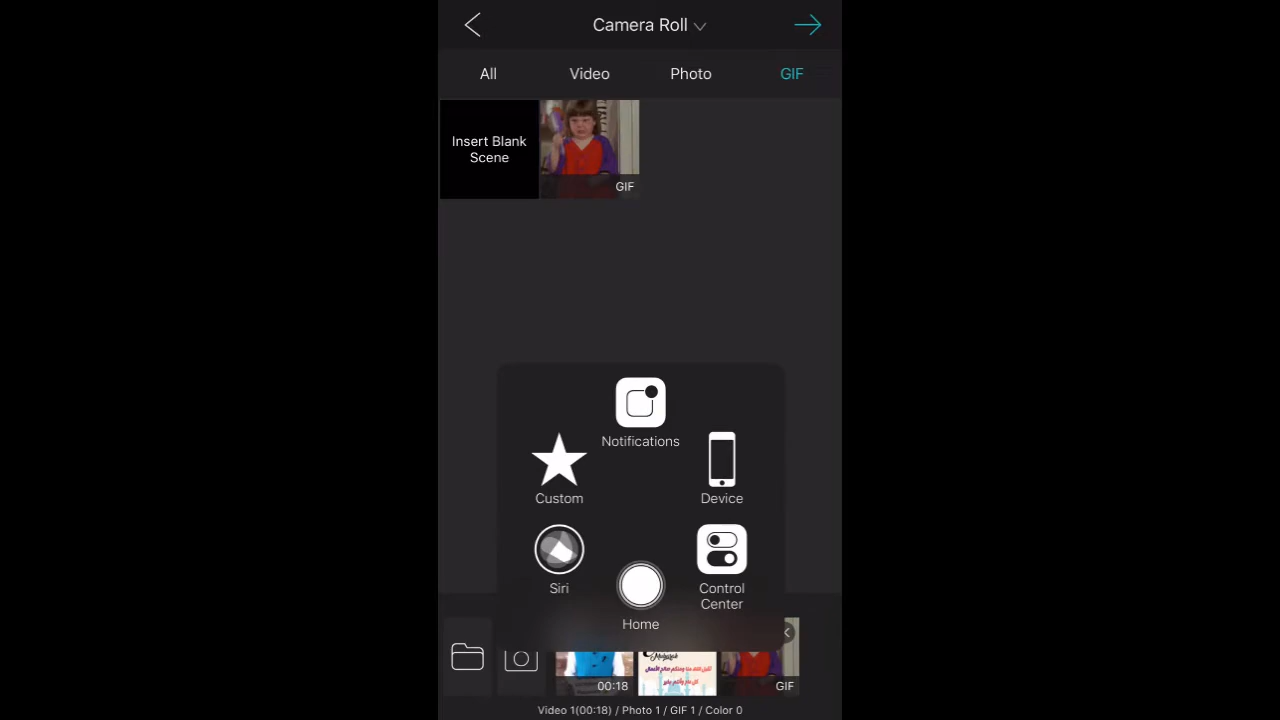 Camera Roll
All
Video
Photo
GIF
Insert Blank
Scene
GIF
Notifications
Custom
Device
Siri
Control
Center
Home
Mubarak
00:18
GIF
Video 1(00:18) / Photo 1 / GIF 1 / Color 0